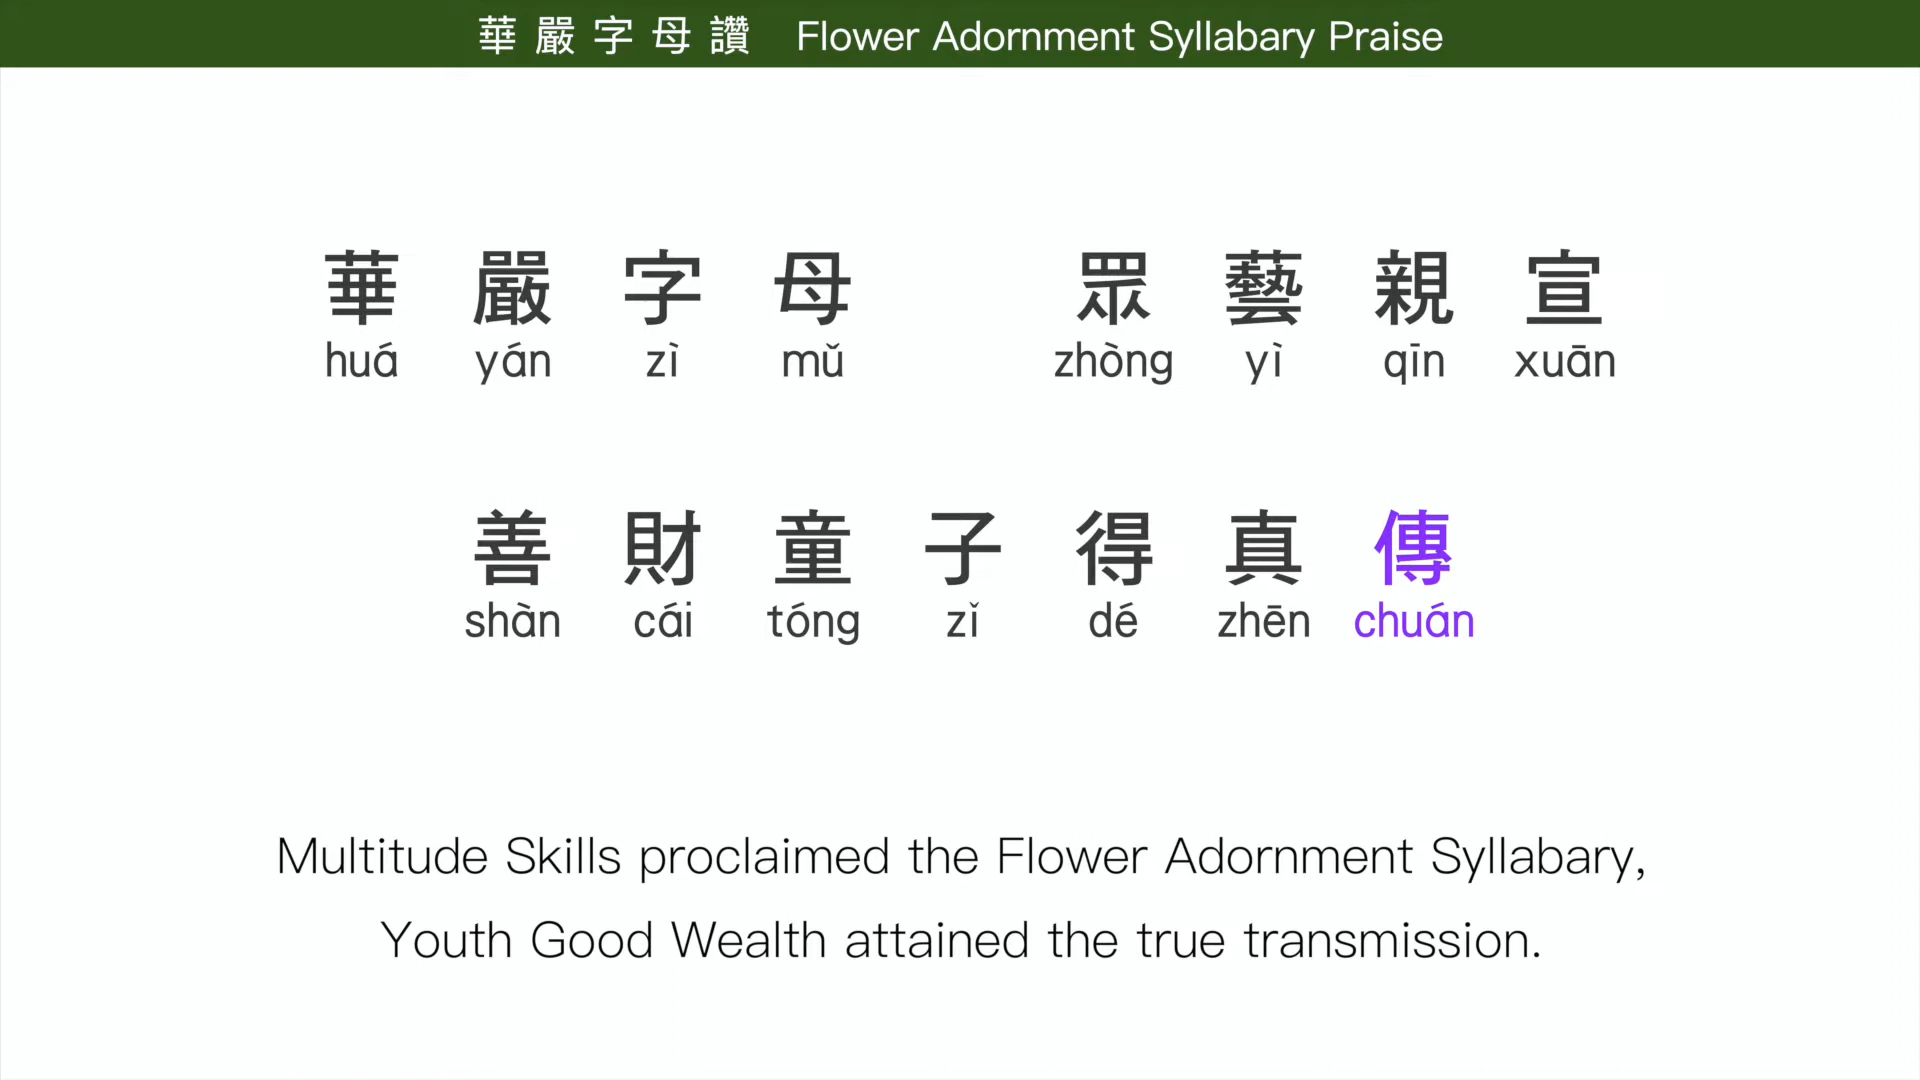 華嚴字母讚 Flower Adornment Syllabary Praise
華 嚴 字 母 眾 藝 親 宣
huá yán zì mǔ zhòng yì qīn xuān
善 財 童 子 得 真 傳
shàn cái tóng zǐ dé zhēn chuán
Multitude Skills proclaimed the Flower Adornment Syllabary,
Youth Good Wealth attained the true transmission.